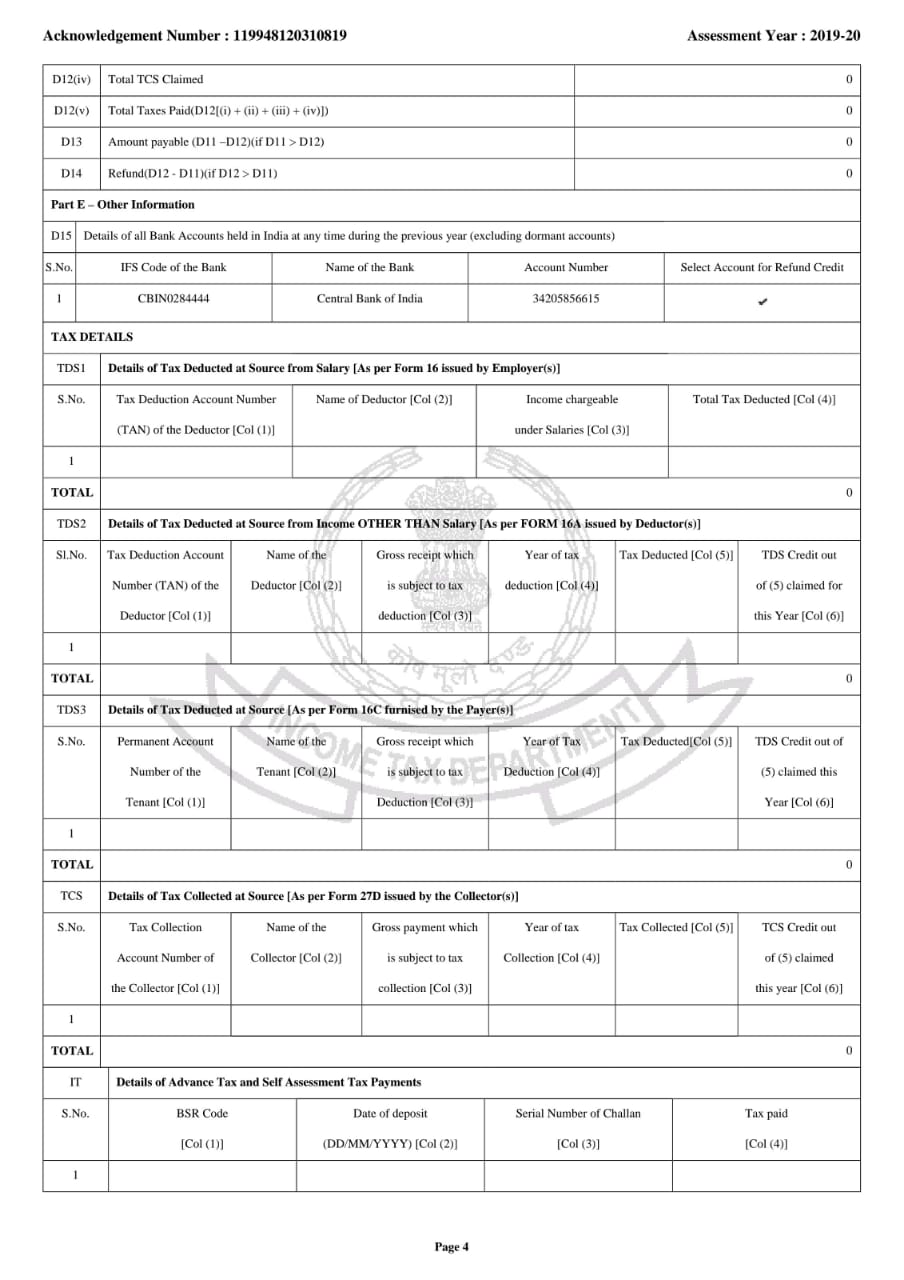 Acknowledgement Number : 119948120310819 Assessment Year : 2019-20
D12(iv) Total TCS Claimed 0
D12(v) Total Taxes Paid(D12[(i) + (ii) + (iii) + (iv)]) 0
D13 Amount payable (D11 –D12)(if D11 > D12) 0
D14 Refund(D12 - D11)(if D12 > D11) 0
Part E – Other Information
D15 Details of all Bank Accounts held in India at any time during the previous year (excluding dormant accounts)
S.No. IFS Code of the Bank Name of the Bank Account Number Select Account for Refund Credit
1 CBIN0284444 Central Bank of India 34205856615 ✔
TAX DETAILS
TDS1 Details of Tax Deducted at Source from Salary [As per Form 16 issued by Employer(s)]
S.No. Tax Deduction Account Number Name of Deductor [Col (2)] Income chargeable Total Tax Deducted [Col (4)]
(TAN) of the Deductor [Col (1)] under Salaries [Col (3)]
1
TOTAL 0
TDS2 Details of Tax Deducted at Source from Income OTHER THAN Salary [As per FORM 16A issued by Deductor(s)]
Sl.No. Tax Deduction Account Name of the Gross receipt which Year of tax Tax Deducted [Col (5)] TDS Credit out
Number (TAN) of the Deductor [Col (2)] is subject to tax deduction [Col (4)] of (5) claimed for
Deductor [Col (1)] deduction [Col (3)] this Year [Col (6)]
सत्यमेव जयते
1
कोष मूलो दण्डः
TOTAL 0
TDS3 Details of Tax Deducted at Source [As per Form 16C furnished by the Payer(s)]
S.No. Permanent Account Name of the Gross receipt which Year of Tax Tax Deducted[Col (5)] TDS Credit out of
Number of the Tenant [Col (2)] is subject to tax Deduction [Col (4)] (5) claimed this
Tenant [Col (1)] Deduction [Col (3)] Year [Col (6)]
INCOME TAX DEPARTMENT
1
TOTAL 0
TCS Details of Tax Collected at Source [As per Form 27D issued by the Collector(s)]
S.No. Tax Collection Name of the Gross payment which Year of tax Tax Collected [Col (5)] TCS Credit out
Account Number of Collector [Col (2)] is subject to tax Collection [Col (4)] of (5) claimed
the Collector [Col (1)] collection [Col (3)] this year [Col (6)]
1
TOTAL 0
IT Details of Advance Tax and Self Assessment Tax Payments
S.No. BSR Code Date of deposit Serial Number of Challan Tax paid
[Col (1)] (DD/MM/YYYY) [Col (2)] [Col (3)] [Col (4)]
1
Page 4